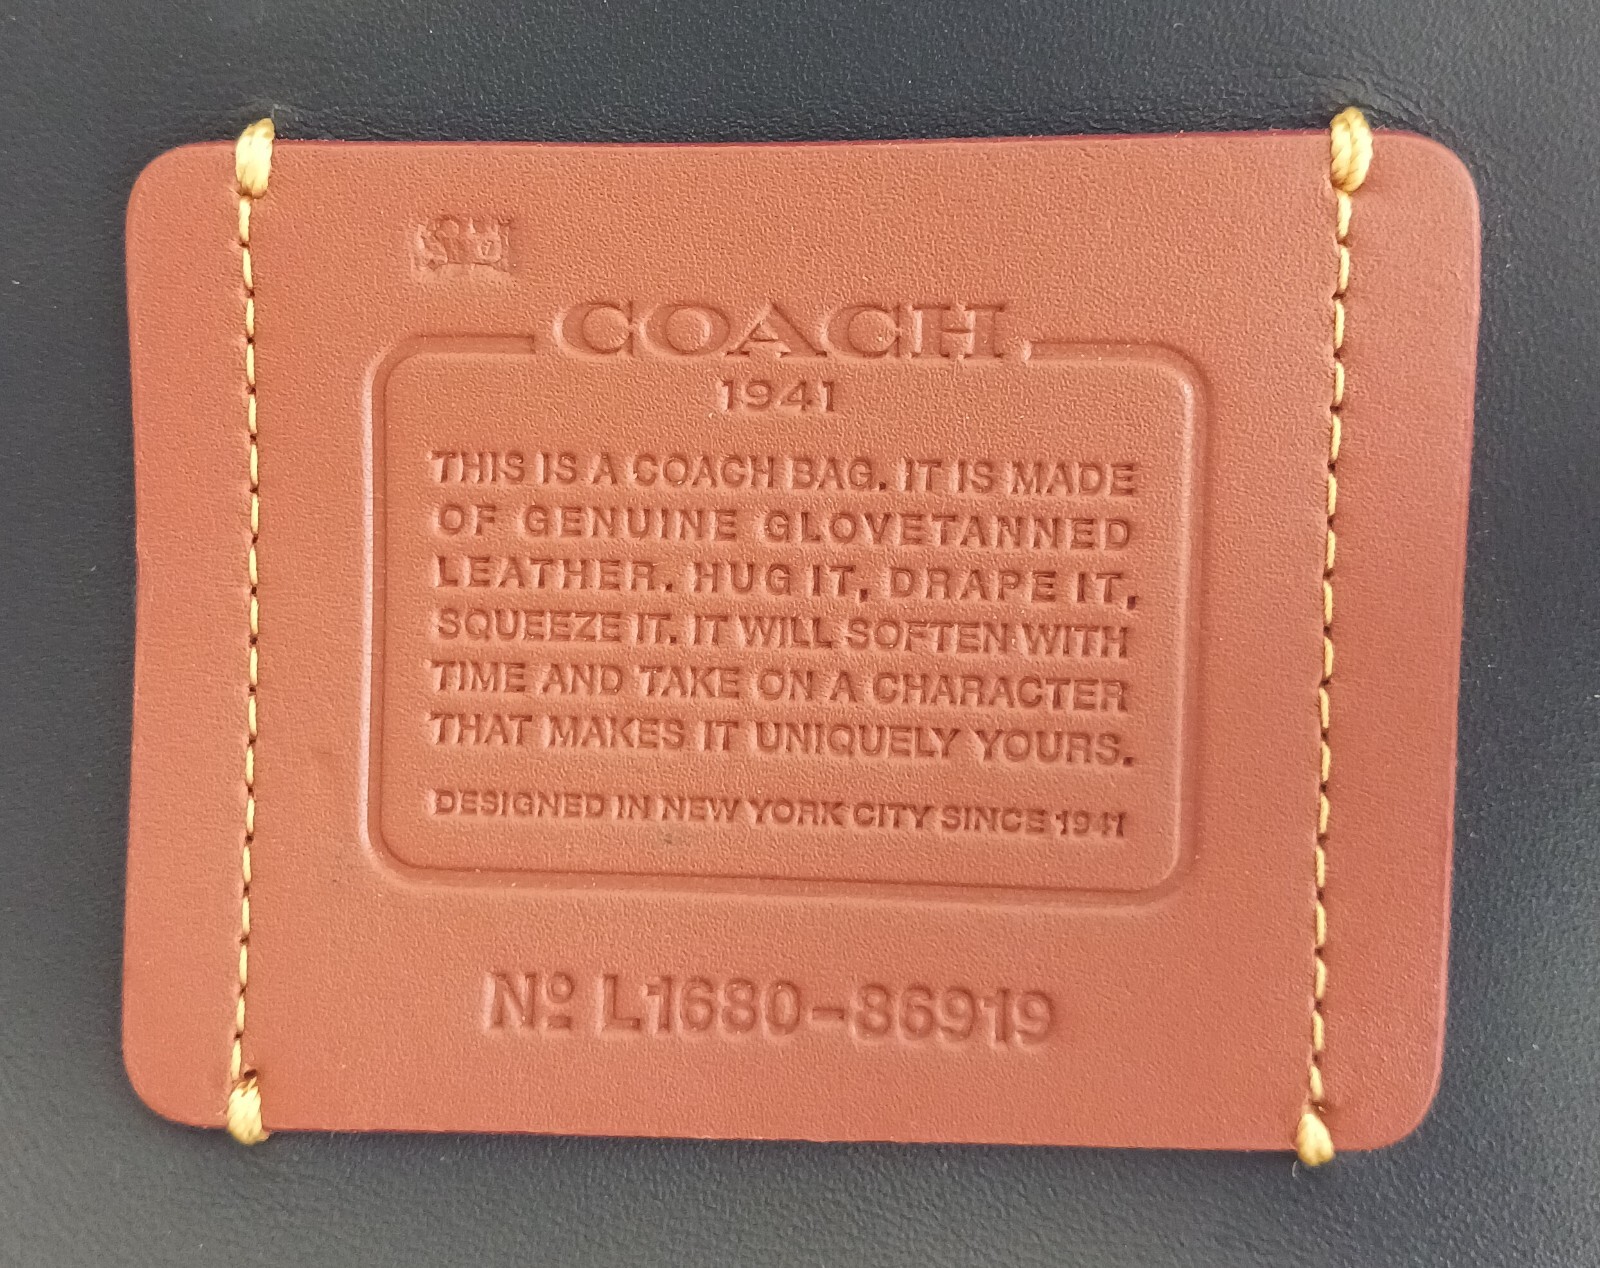 COACH
1941
THIS IS A COACH BAG. IT IS MADE
OF GENUINE GLOVETANNED
LEATHER. HUG IT, DRAPE IT,
SQUEEZE IT. IT WILL SOFTEN WITH
TIME AND TAKE ON A CHARACTER
THAT MAKES IT UNIQUELY YOURS.
DESIGNED IN NEW YORK CITY SINCE 1941
Nº L1680-86919